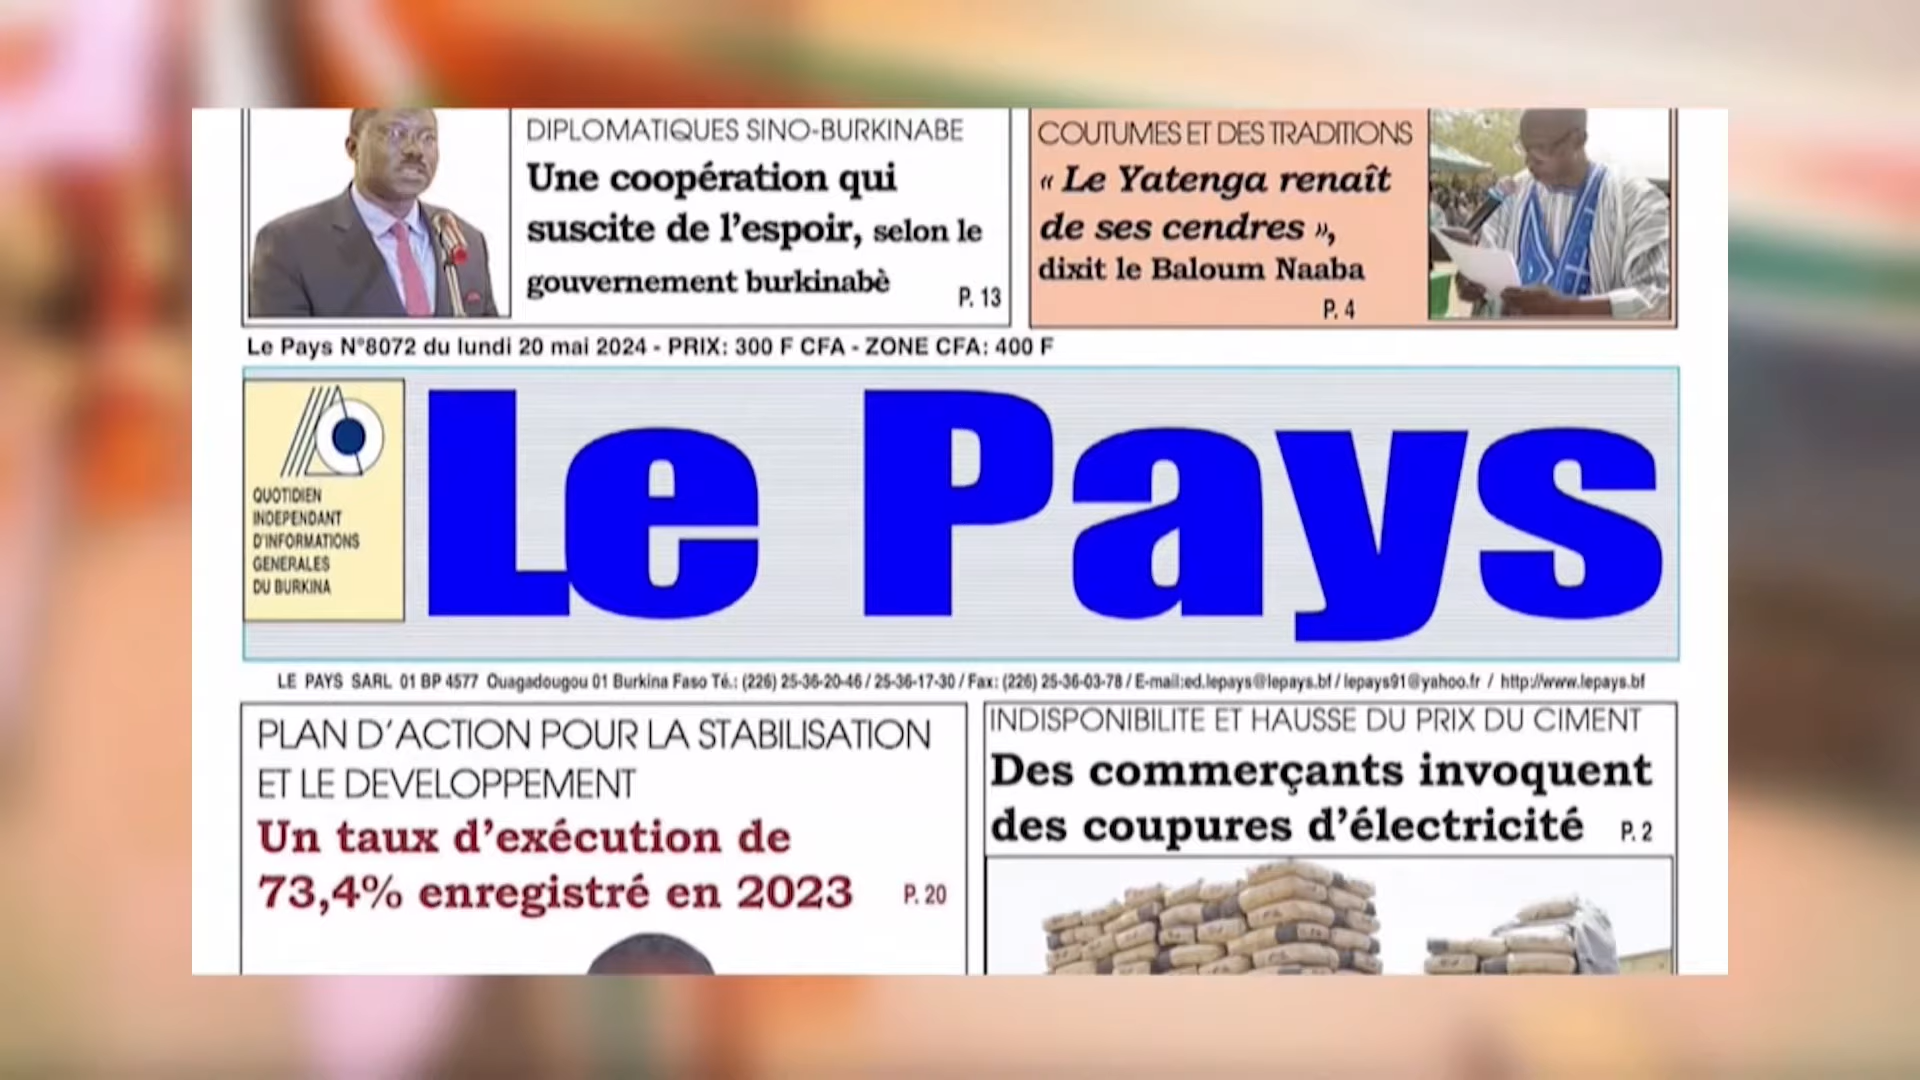 DIPLOMATIQUES SINO-BURKINABE
Une coopération qui
suscite de l'espoir, selon le
gouvernement burkinabè
P. 13
COUTUMES ET DES TRADITIONS
« Le Yatenga renaît
de ses cendres »,
dixit le Baloum Naaba
P. 4
Le Pays N°8072 du lundi 20 mai 2024 - PRIX: 300 F CFA - ZONE CFA: 400 F
QUOTIDIEN
INDEPENDANT
D'INFORMATIONS
GENERALES
DU BURKINA
Le Pays
LE PAYS SARL 01 BP 4577 Ouagadougou 01 Burkina Faso Té.: (226) 25-36-20-46 / 25-36-17-30 / Fax: (226) 25-36-03-78 / E-mail:ed.lepays@lepays.bf / lepays91@yahoo.fr / http://www.lepays.bf
PLAN D'ACTION POUR LA STABILISATION
ET LE DEVELOPPEMENT
Un taux d'exécution de
73,4% enregistré en 2023
P. 20
INDISPONIBILITE ET HAUSSE DU PRIX DU CIMENT
Des commerçants invoquent
des coupures d'électricité
P. 2